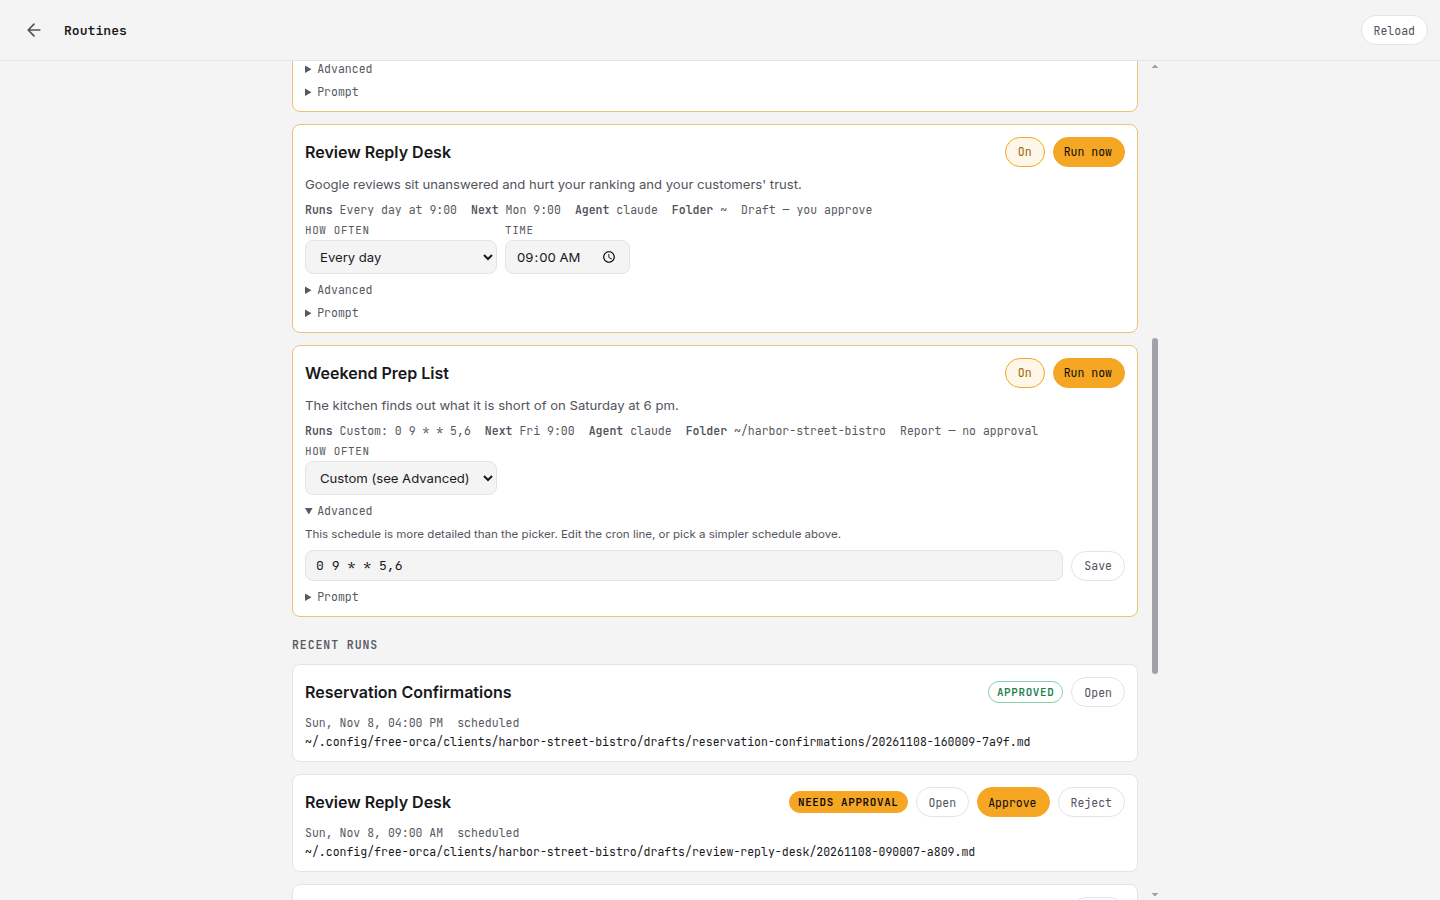 Routines
Reload
Advanced
Prompt
Review Reply Desk
On
Run now
Google reviews sit unanswered and hurt your ranking and your customers' trust.
Runs Every day at 9:00 Next Mon 9:00 Agent claude Folder ~ Draft — you approve
HOW OFTEN TIME
Every day 09:00 AM
Advanced
Prompt
Weekend Prep List
On
Run now
The kitchen finds out what it is short of on Saturday at 6 pm.
Runs Custom: 0 9 * * 5,6 Next Fri 9:00 Agent claude Folder ~/harbor-street-bistro Report — no approval
HOW OFTEN
Custom (see Advanced)
Advanced
This schedule is more detailed than the picker. Edit the cron line, or pick a simpler schedule above.
0 9 * * 5,6
Save
Prompt
RECENT RUNS
Reservation Confirmations
APPROVED
Open
Sun, Nov 8, 04:00 PM scheduled
~/.config/free-orca/clients/harbor-street-bistro/drafts/reservation-confirmations/20261108-160009-7a9f.md
Review Reply Desk
NEEDS APPROVAL
Open
Approve
Reject
Sun, Nov 8, 09:00 AM scheduled
~/.config/free-orca/clients/harbor-street-bistro/drafts/review-reply-desk/20261108-090007-a809.md